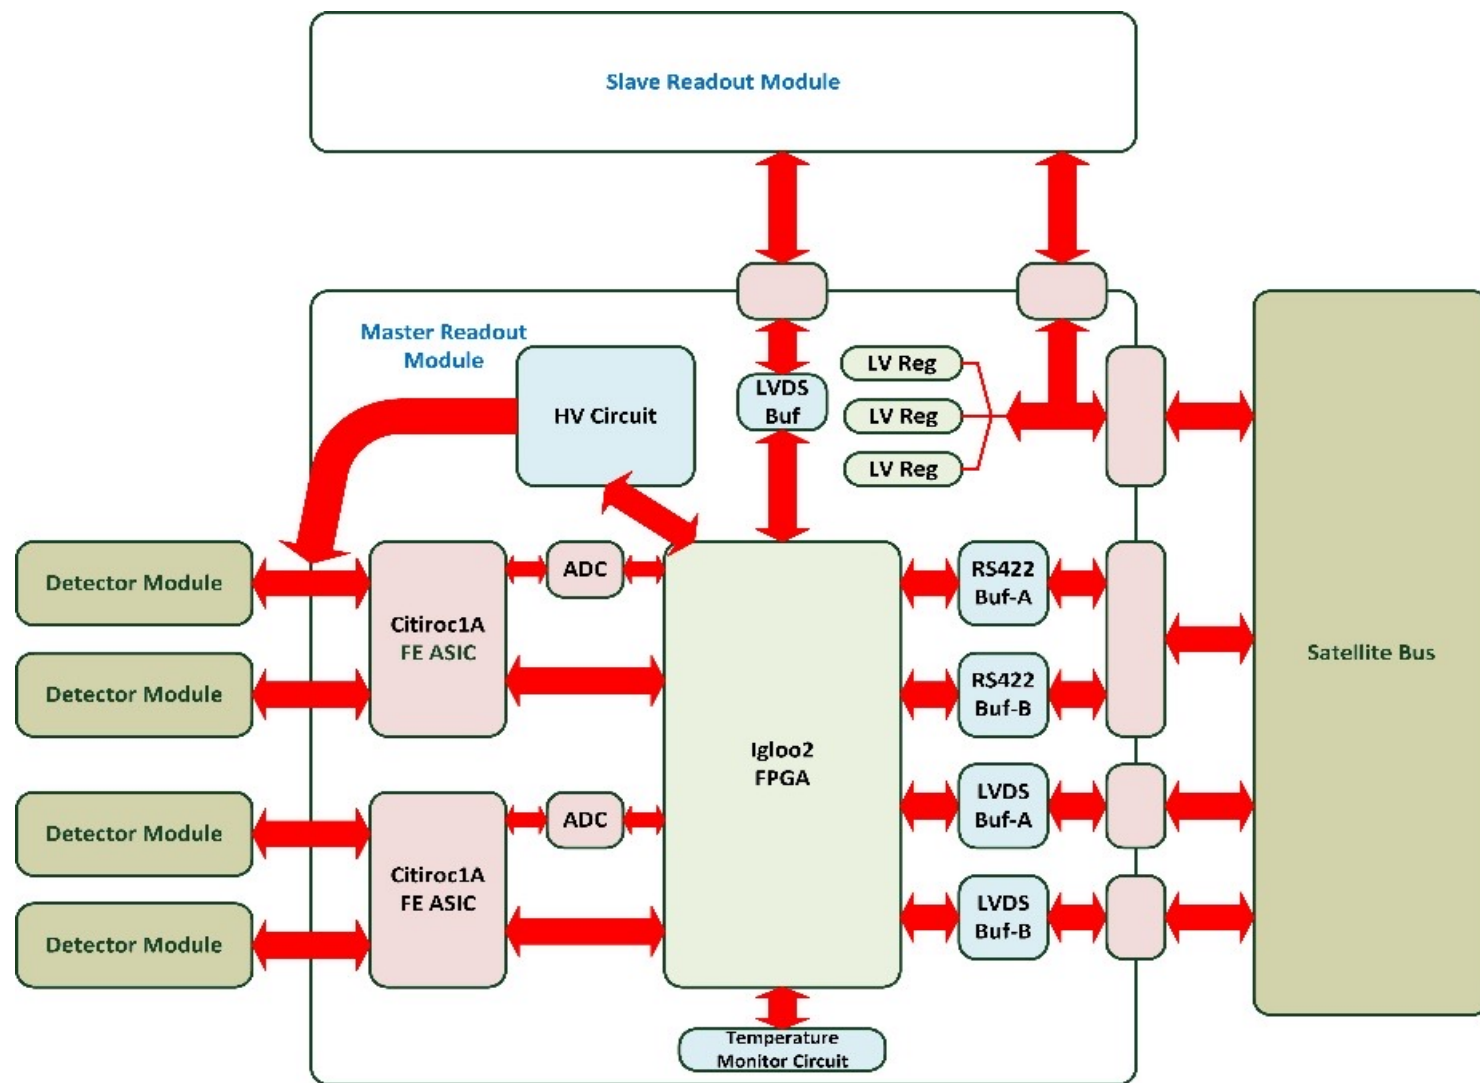 Slave Readout Module
Master Readout
Module
HV Circuit
LVDS
Buf
LV Reg
LV Reg
LV Reg
Detector Module
Detector Module
Detector Module
Detector Module
Citiroc1A
FE ASIC
ADC
Citiroc1A
FE ASIC
ADC
Igloo2
FPGA
RS422
Buf-A
RS422
Buf-B
LVDS
Buf-A
LVDS
Buf-B
Satellite Bus
Temperature
Monitor Circuit